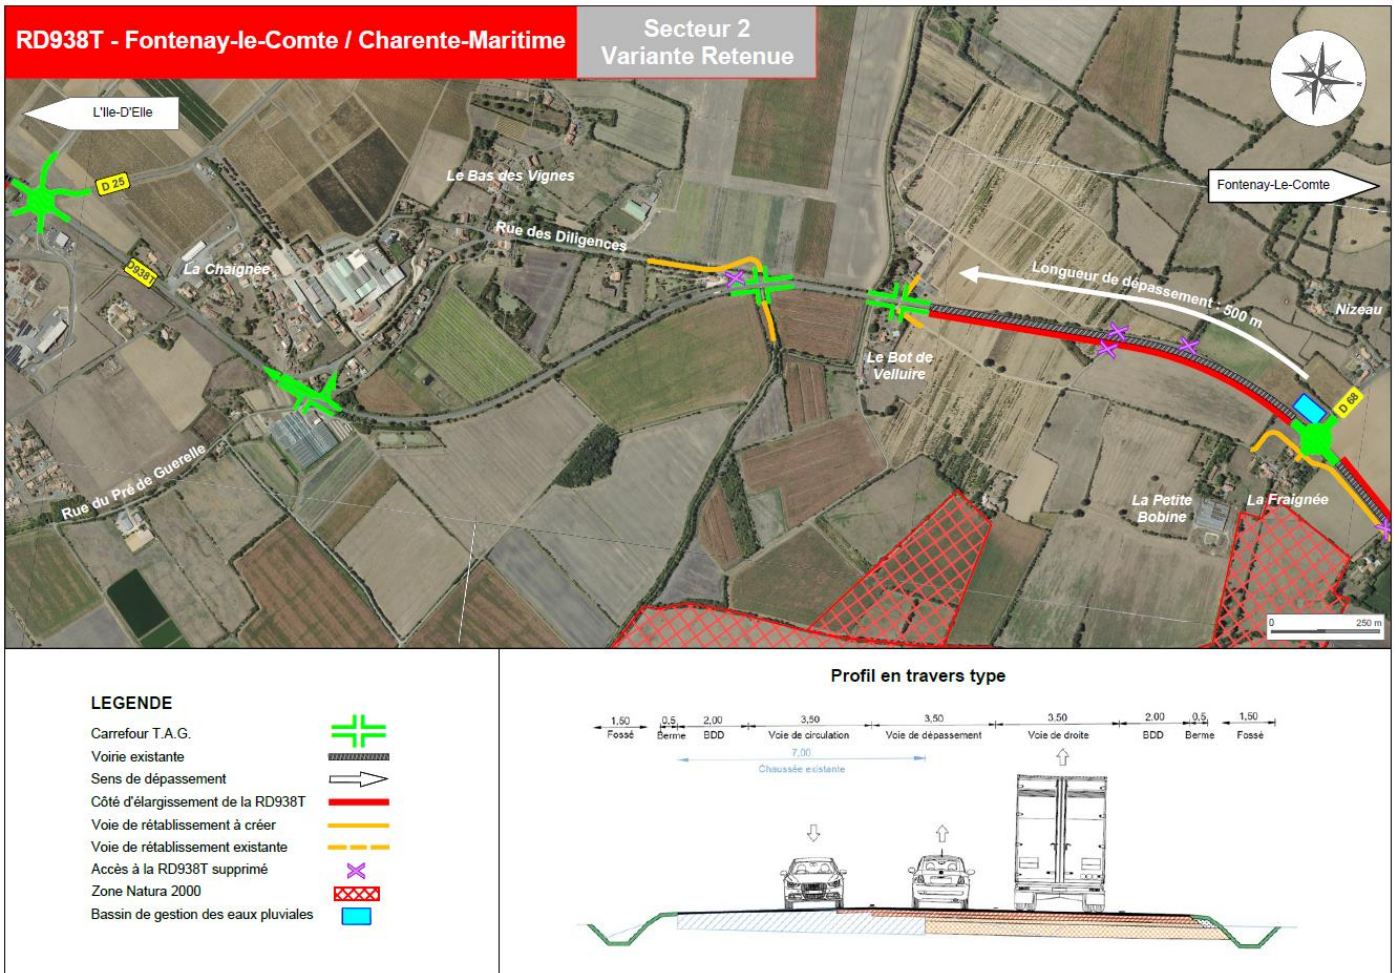 RD938T - Fontenay-le-Comte / Charente-Maritime
Secteur 2
Variante Retenue
L'Ile-D'Elle
D 25
Le Bas des Vignes
Fontenay-Le-Comte
Rue des Diligences
D938T
La Chaignée
Longueur de dépassement : 500 m
Nizeau
Le Bot de
Velluire
D 68
Rue du Pré de Guerelle
La Petite
Bobine
La Fraignée
0 250 m
LEGENDE
Carrefour T.A.G.
Voirie existante
Sens de dépassement
Côté d'élargissement de la RD938T
Voie de rétablissement à créer
Voie de rétablissement existante
Accès à la RD938T supprimé
Zone Natura 2000
Bassin de gestion des eaux pluviales
Profil en travers type
1,50 0,5 2,00 3,50 3,50 3,50 2,00 0,5 1,50
Fossé Berme BDD Voie de circulation Voie de dépassement Voie de droite BDD Berme Fossé
7,00
Chaussée existante